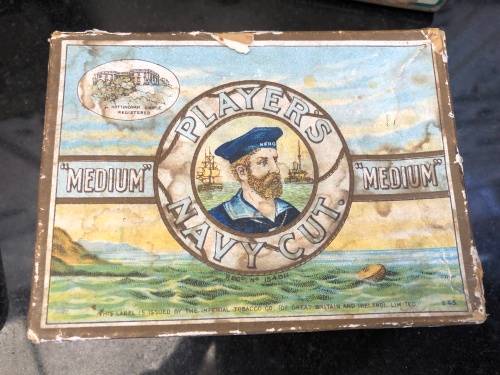 NOTTINGHAM CASTLE
REGISTERED
PLAYER'S
HERO
"MEDIUM"
"MEDIUM"
NAVY CUT.
THIS LABEL IS ISSUED BY THE IMPERIAL TOBACCO CO. (OF GREAT BRITAIN AND IRELAND), LIMITED.